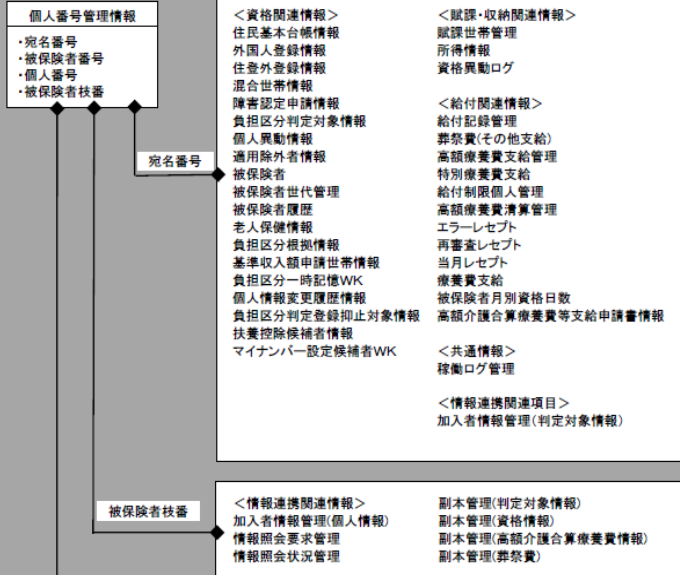 個人番号管理情報
・宛名番号
・被保険者番号
・個人番号
・被保険者枝番
宛名番号
＜資格関連情報＞
住民基本台帳情報
外国人登録情報
住登外登録情報
混合世帯情報
障害認定申請情報
負担区分判定対象情報
個人異動情報
適用除外者情報
被保険者
被保険者世代管理
被保険者履歴
老人保健情報
負担区分根拠情報
基準収入額申請世帯情報
負担区分一時記憶WK
個人情報変更履歴情報
負担区分判定登録抑止対象情報
扶養控除候補者情報
マイナンバー設定候補者WK
＜賦課・収納関連情報＞
賦課世帯管理
所得情報
資格異動ログ
＜給付関連情報＞
給付記録管理
葬祭費(その他支給)
高額療養費支給管理
特別療養費支給
給付制限個人管理
高額療養費清算管理
エラーレセプト
再審査レセプト
当月レセプト
療養費支給
被保険者月別資格日数
高額介護合算療養費等支給申請書情報
＜共通情報＞
稼働ログ管理
＜情報連携関連項目＞
加入者情報管理(判定対象情報)
被保険者枝番
＜情報連携関連情報＞
加入者情報管理(個人情報)
情報照会要求管理
情報照会状況管理
副本管理(判定対象情報)
副本管理(資格情報)
副本管理(高額介護合算療養費情報)
副本管理(葬祭費)